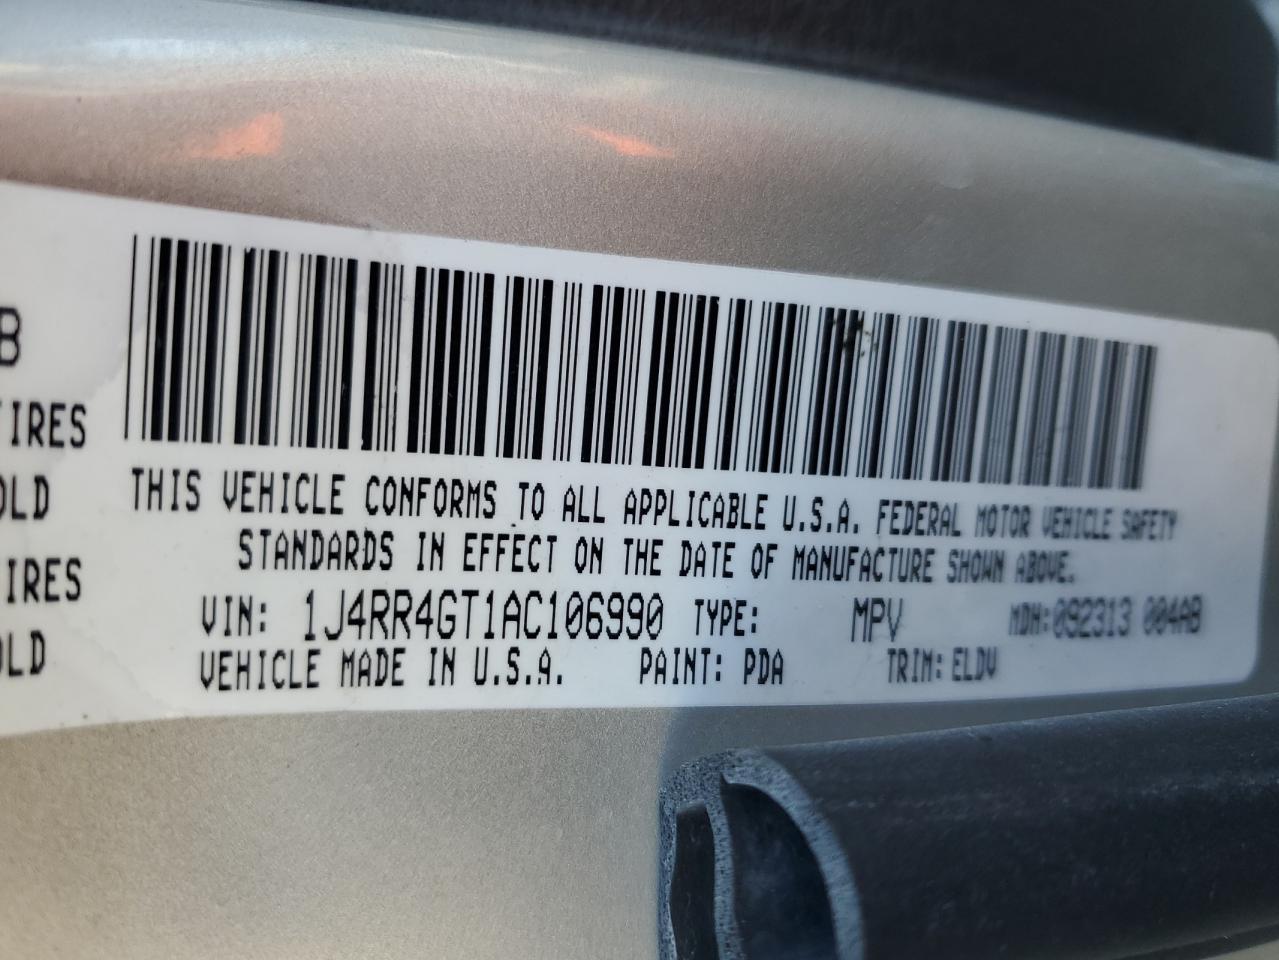 B
TIRES
OLD
IRES
OLD
THIS VEHICLE CONFORMS TO ALL APPLICABLE U.S.A. FEDERAL MOTOR VEHICLE SAFETY
STANDARDS IN EFFECT ON THE DATE OF MANUFACTURE SHOWN ABOVE.
VIN: 1J4RR4GT1AC106990 TYPE: MPV MDH:092313 004AB
VEHICLE MADE IN U.S.A. PAINT: PDA TRIM: ELDV